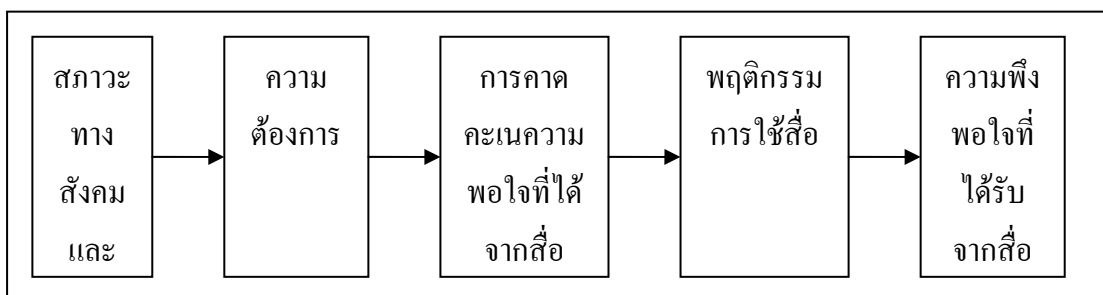 สภาวะ
ทาง
สังคม
และ
ความ
ต้องการ
การคาด
คะเนความ
พอใจที่ได้
จากสื่อ
พฤติกรรม
การใช้สื่อ
ความพึง
พอใจที่
ได้รับ
จากสื่อ